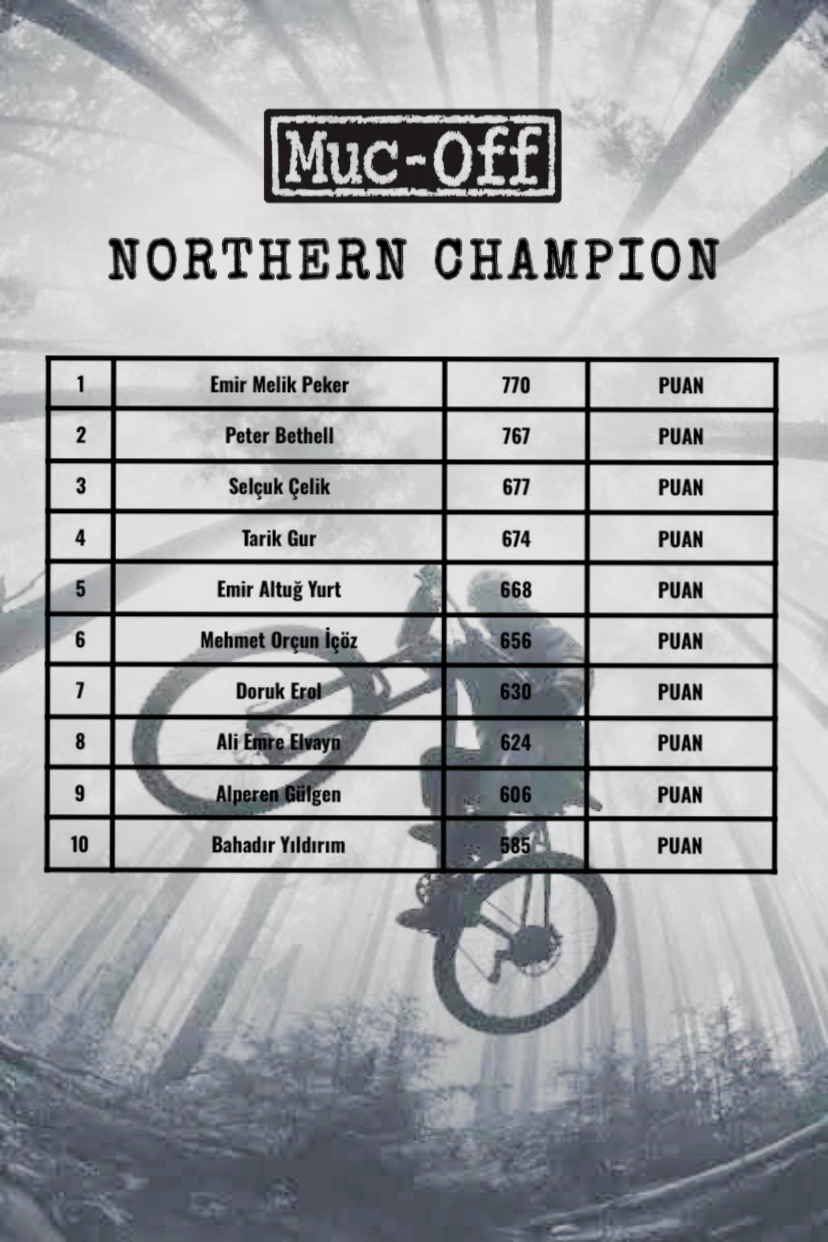 Muc-Off
NORTHERN CHAMPION
1 Emir Melik Peker 770 PUAN
2 Peter Bethell 767 PUAN
3 Selçuk Çelik 677 PUAN
4 Tarik Gur 674 PUAN
5 Emir Altuğ Yurt 668 PUAN
6 Mehmet Orçun İçöz 656 PUAN
7 Doruk Erol 630 PUAN
8 Ali Emre Elvayn 624 PUAN
9 Alperen Gülgen 606 PUAN
10 Bahadır Yıldırım 585 PUAN